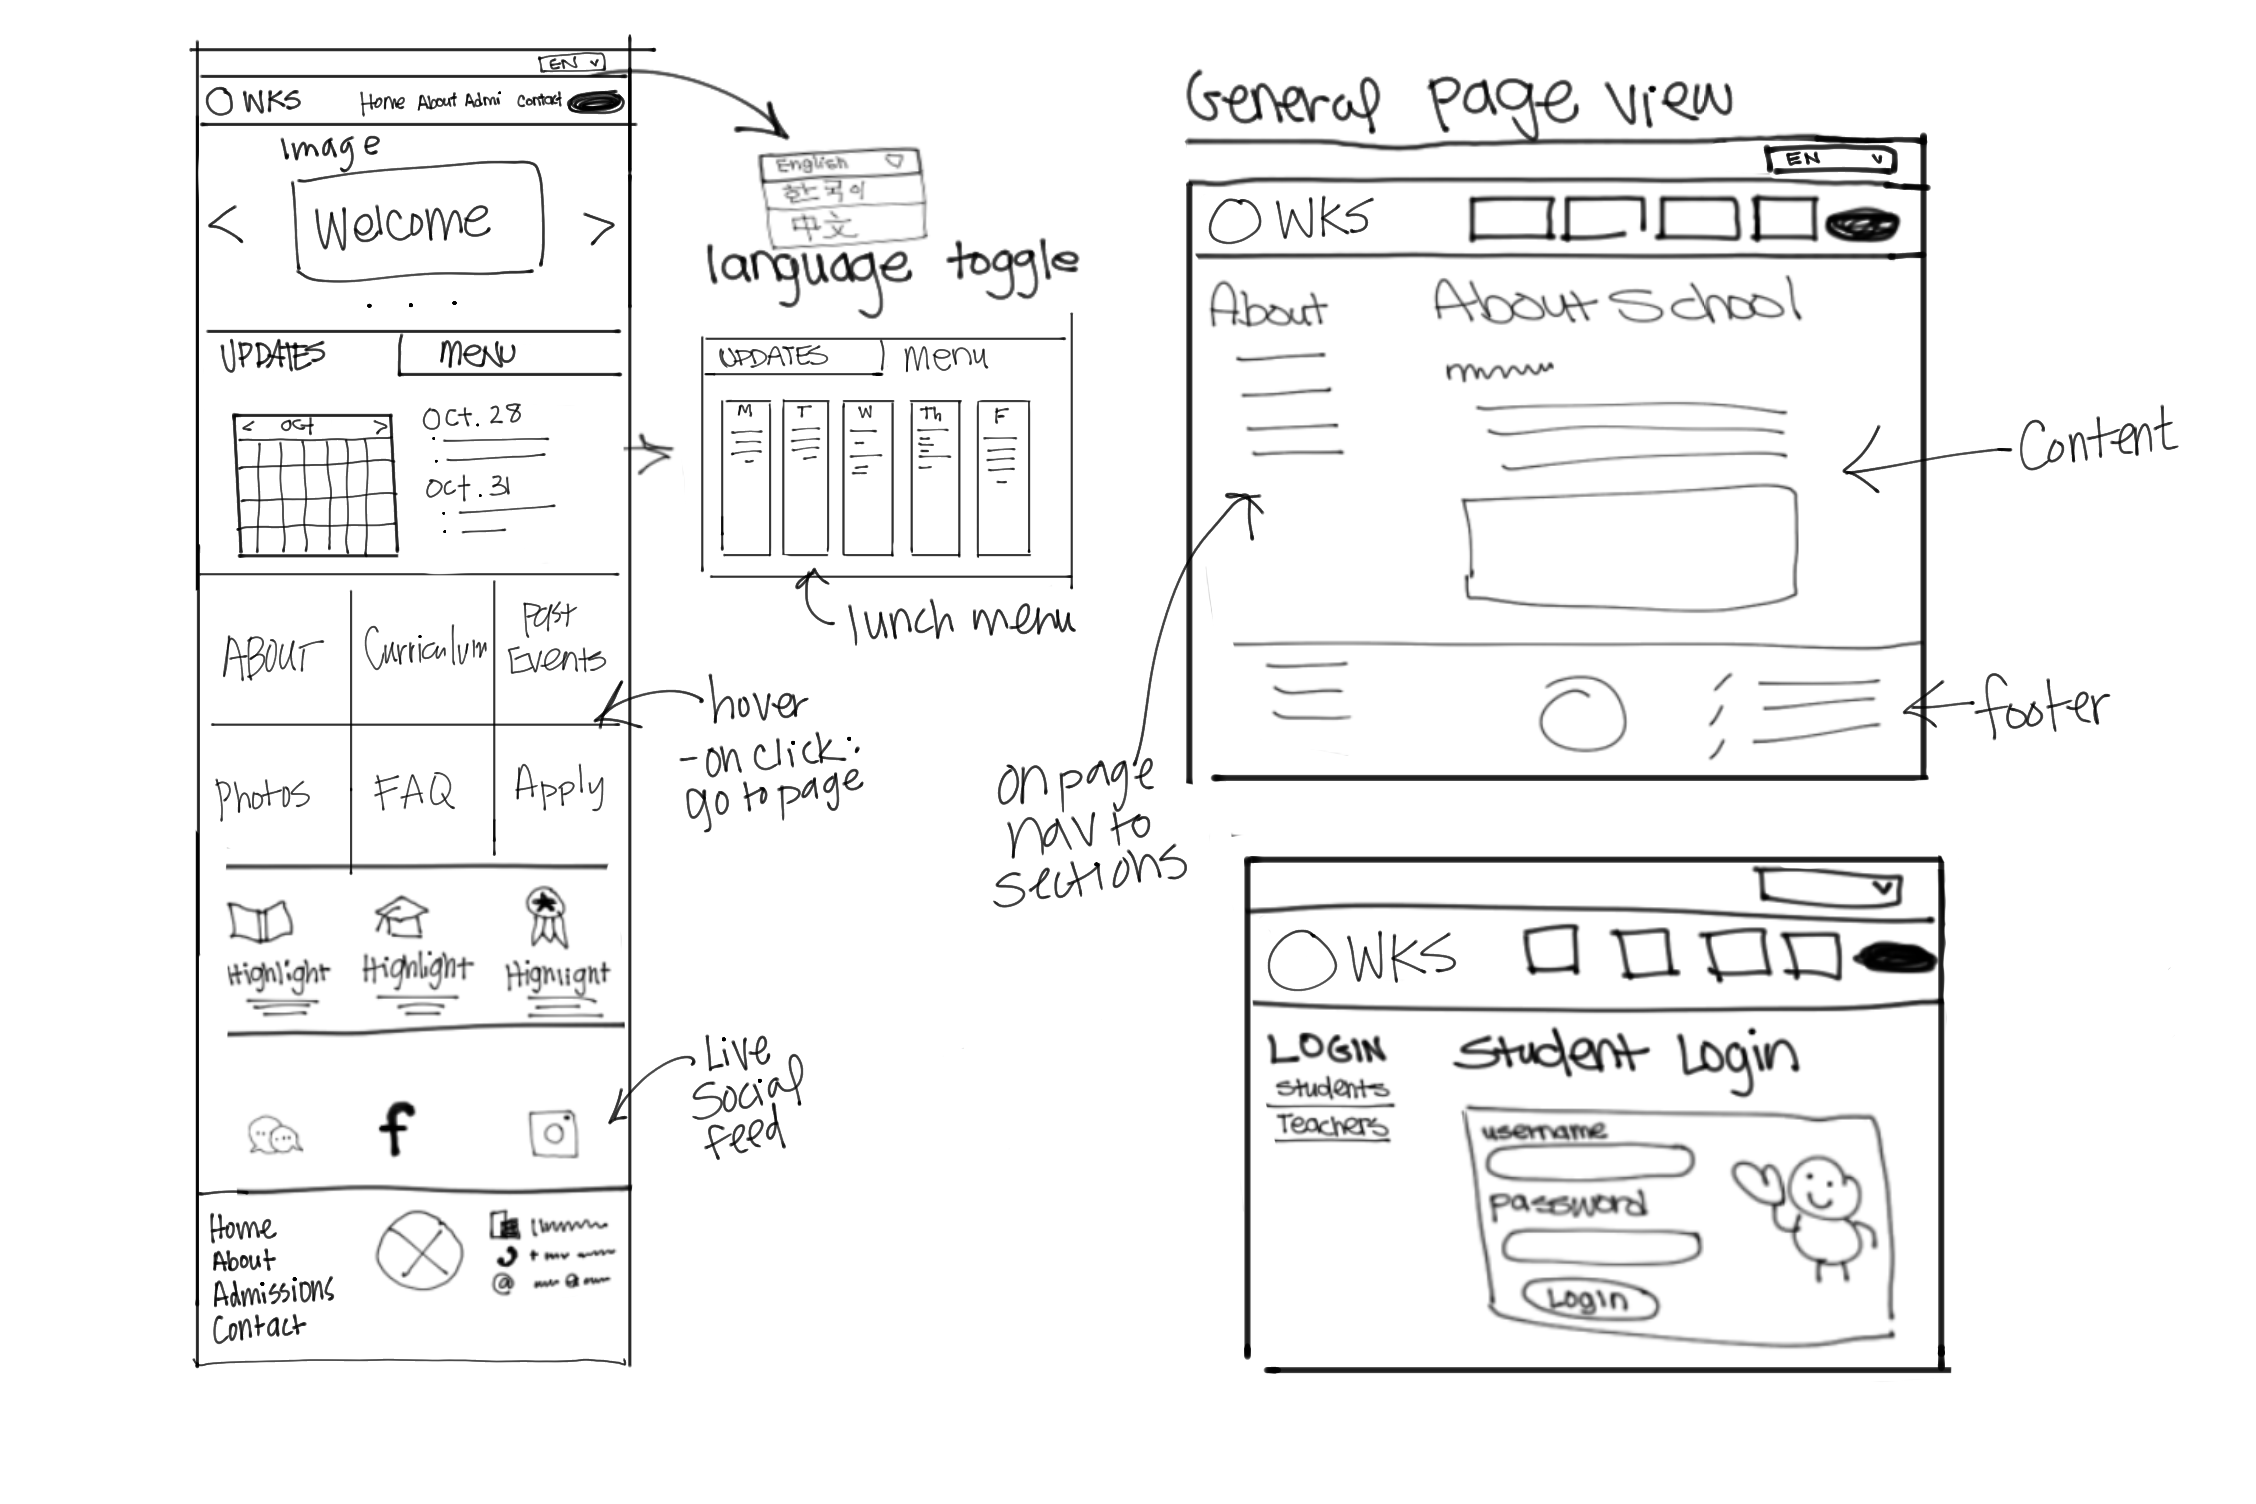 EN
WKS Home About Admi Contact
Image
< Welcome >
UPDATES MENU
< Oct >
Oct. 28
Oct. 31
ABOUT Curriculum Past Events
Photos FAQ Apply
Highlight Highlight Highlight
f
Home
About
Admissions
Contact
@
English
한국어
中文
language toggle
UPDATES Menu
M T W Th F
lunch menu
hover
- on click:
go to page
Live
Social
feed
General page view
EN
WKS
About
About School
Content
footer
on page
nav to
sections
WKS
LOGIN
Students
Teachers
Student Login
username
password
Login